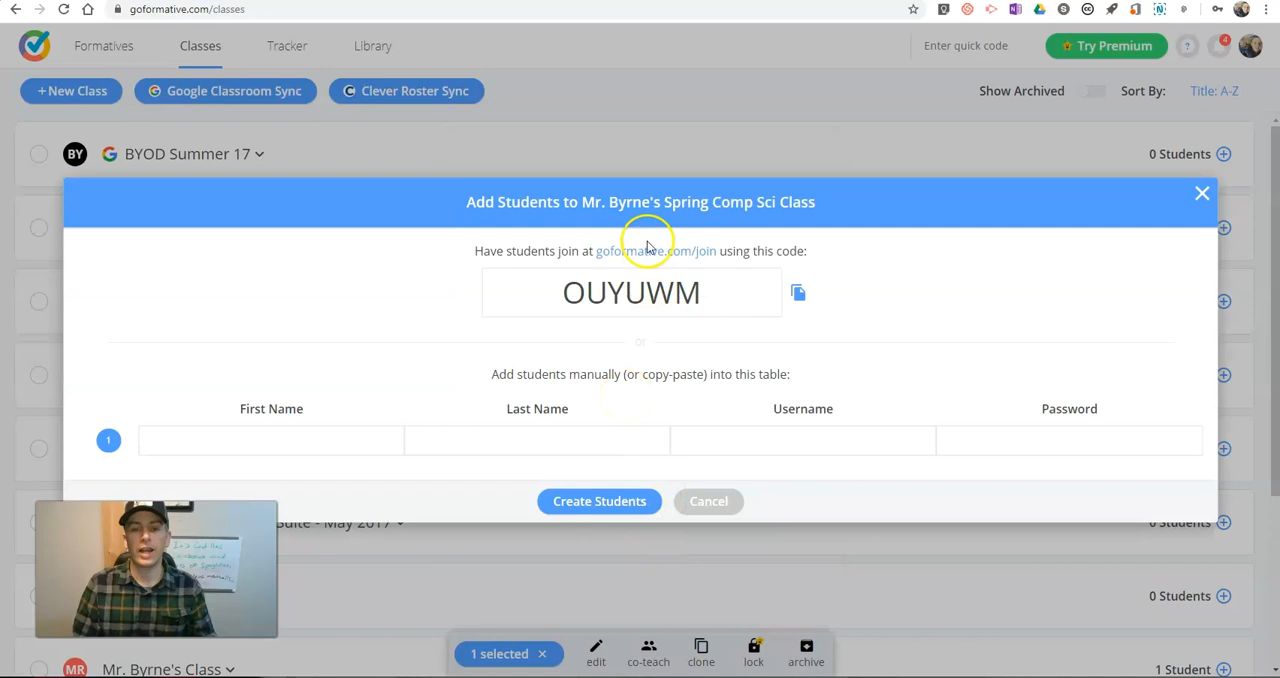 goformative.com/classes
Formatives
Classes
Tracker
Library
Enter quick code
Try Premium
?
4
+ New Class
G Google Classroom Sync
C Clever Roster Sync
Show Archived
Sort By:
Title: A-Z
BY
G BYOD Summer 17
0 Students
Add Students to Mr. Byrne's Spring Comp Sci Class
Have students join at goformative.com/join using this code:
OUYUWM
or
Add students manually (or copy-paste) into this table:
First Name
Last Name
Username
Password
1
Create Students
Cancel
Suite - May 2017
0 Students
0 Students
1 selected ×
edit
co-teach
clone
lock
archive
MR
Mr. Byrne's Class
1 Student